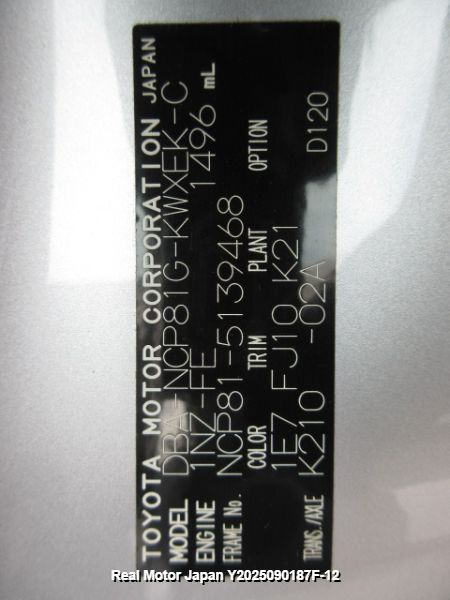 TOYOTA MOTOR CORPORATION JAPAN
MODEL DBA-NCP81G-KWXEK-C
ENGINE 1NZ-FE 1496 mL
FRAME No. NCP81-5139468
COLOR TRIM PLANT OPTION
1E7 FJ10 K21
TRANS./AXLE K210 -02A D120
Real Motor Japan Y2025090187F-12